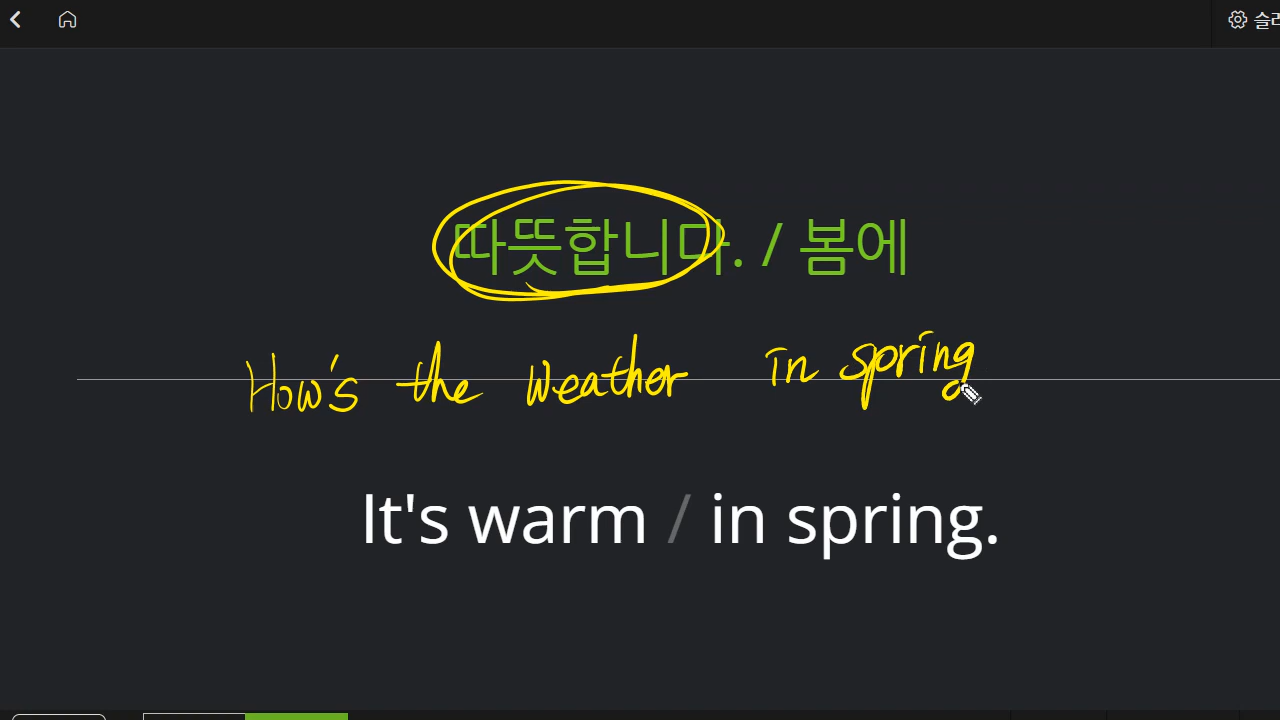 따뜻합니다. / 봄에
How's the weather in spring
It's warm / in spring.